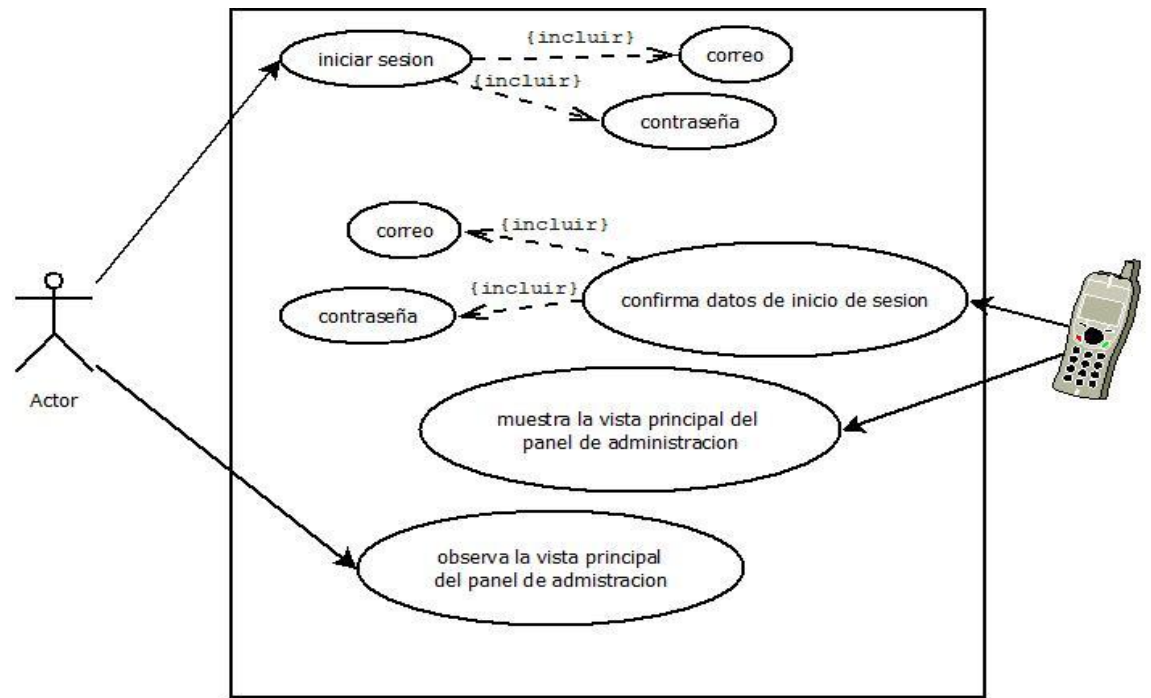 {incluir}
iniciar sesion
correo
{incluir}
contraseña
{incluir}
correo
{incluir}
confirma datos de inicio de sesion
contraseña
Actor
muestra la vista principal del
panel de administracion
observa la vista principal
del panel de admistracion